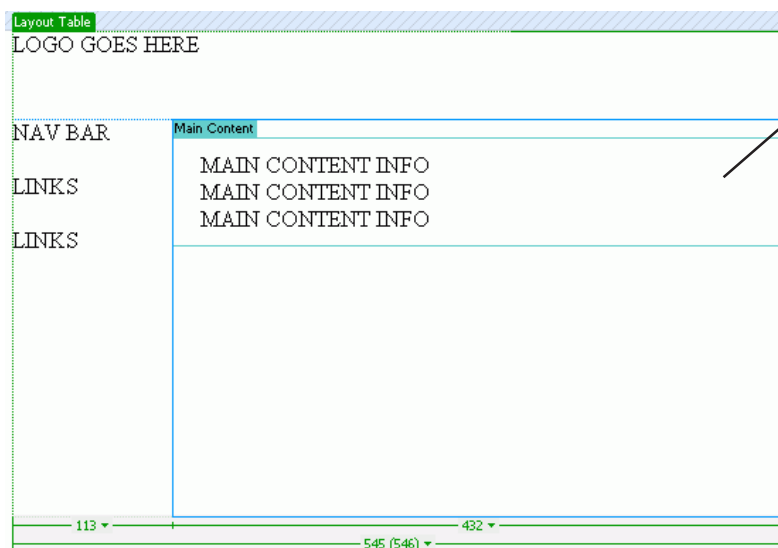 Layout Table
LOGO GOES HERE
NAV BAR
LINKS
LINKS
Main Content
MAIN CONTENT INFO
MAIN CONTENT INFO
MAIN CONTENT INFO
113
432
545 (546)